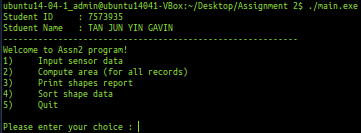 ubuntu14-04-1_admin@ubuntu14041-VBox:~/Desktop/Assignment 2$ ./main.exe
Student ID : 7573935
Student Name : TAN JUN YIN GAVIN
--------------------------------------------------
Welcome to Assn2 program!
1) Input sensor data
2) Compute area (for all records)
3) Print shapes report
4) Sort shape data
5) Quit
Please enter your choice :